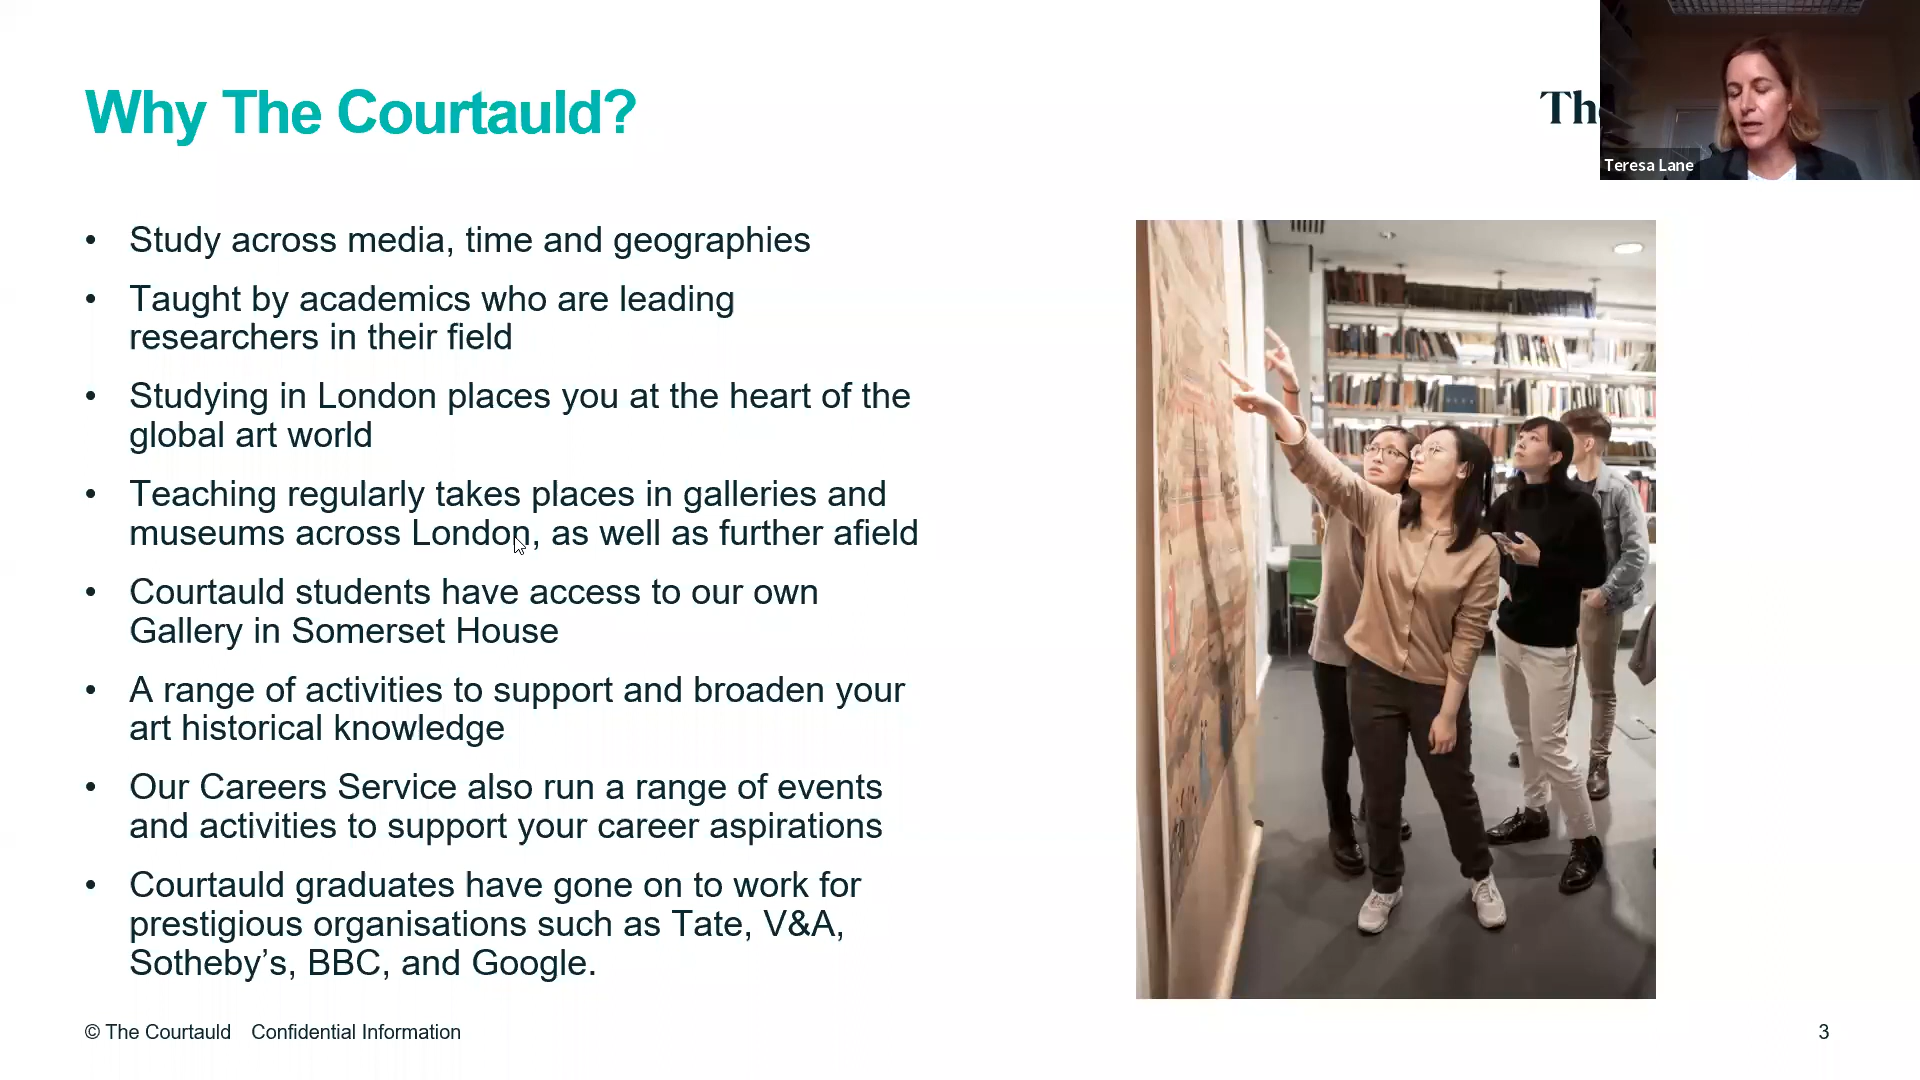 Why The Courtauld?
Th
Teresa Lane
• Study across media, time and geographies
• Taught by academics who are leading
researchers in their field
• Studying in London places you at the heart of the
global art world
• Teaching regularly takes places in galleries and
museums across London, as well as further afield
• Courtauld students have access to our own
Gallery in Somerset House
• A range of activities to support and broaden your
art historical knowledge
• Our Careers Service also run a range of events
and activities to support your career aspirations
• Courtauld graduates have gone on to work for
prestigious organisations such as Tate, V&A,
Sotheby’s, BBC, and Google.
© The Courtauld Confidential Information
3